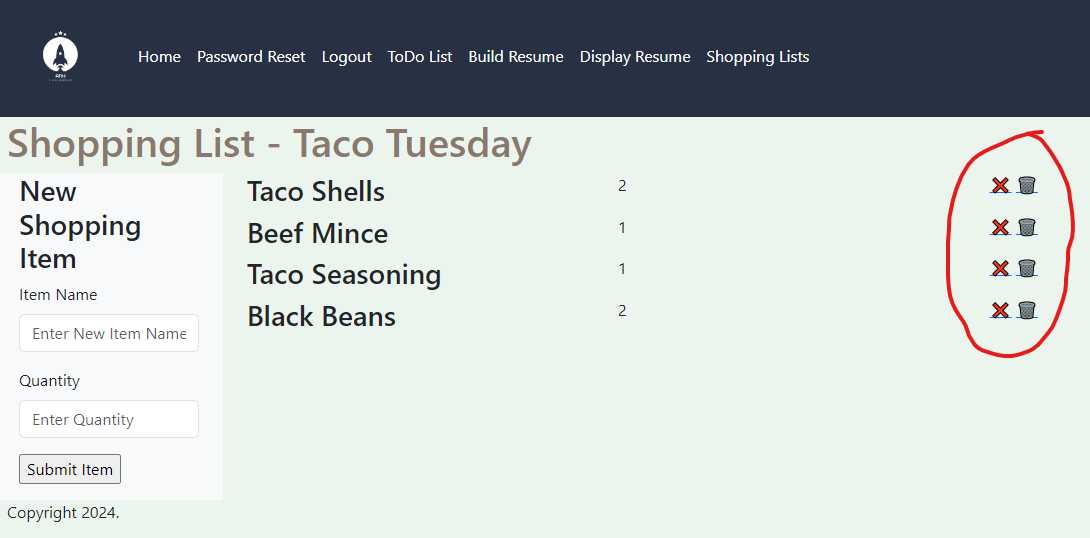 ANH
Home Password Reset Logout ToDo List Build Resume Display Resume Shopping Lists
Shopping List - Taco Tuesday
New
Shopping
Item
Item Name
Enter New Item Name
Quantity
Enter Quantity
Submit Item
Taco Shells 2
Beef Mince 1
Taco Seasoning 1
Black Beans 2
Copyright 2024.